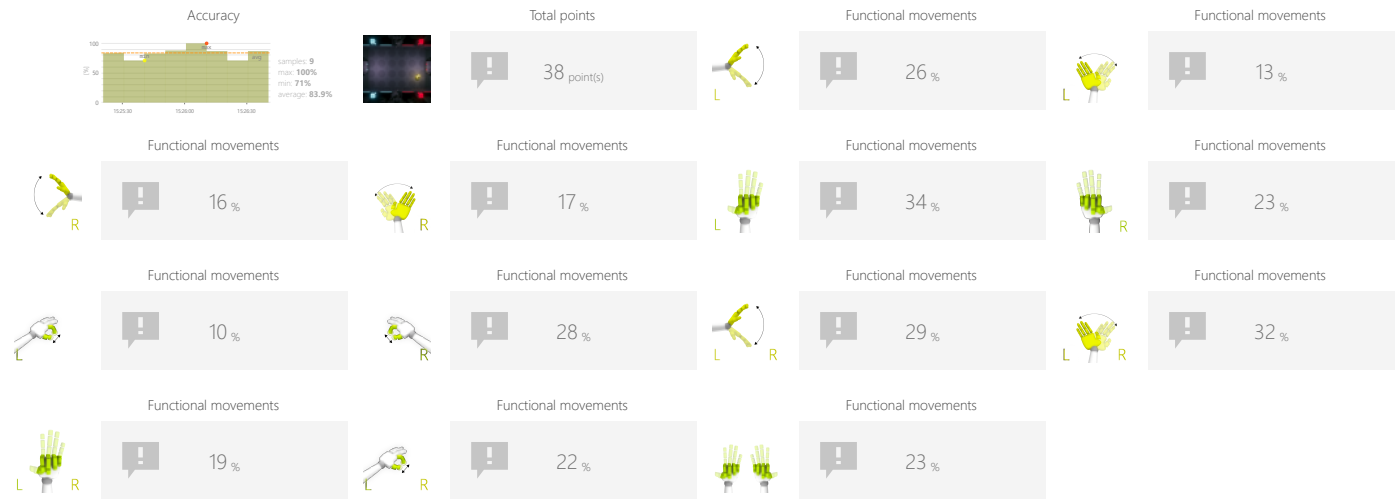 Accuracy
100
50
0
[%]
min
max
avg
15:25:30
15:26:00
15:26:30
samples: 9
max: 100%
min: 71%
average: 83.9%
Total points
38 point(s)
Functional movements
L
26 %
Functional movements
L
13 %
Functional movements
R
16 %
Functional movements
R
17 %
Functional movements
L
34 %
Functional movements
R
23 %
Functional movements
L
10 %
Functional movements
R
28 %
Functional movements
L R
29 %
Functional movements
L R
32 %
Functional movements
L R
19 %
Functional movements
L R
22 %
Functional movements
23 %